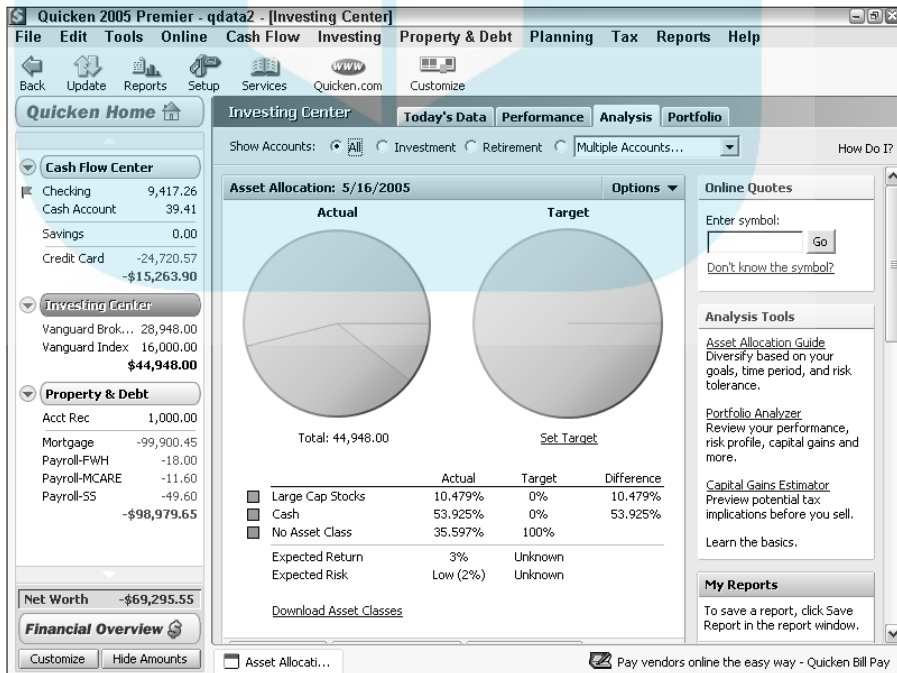 Quicken 2005 Premier - qdata2 - [Investing Center]
File Edit Tools Online Cash Flow Investing Property & Debt Planning Tax Reports Help
Back Update Reports Setup Services Quicken.com Customize
www
Quicken Home
Cash Flow Center
Checking 9,417.26
Cash Account 39.41
Savings 0.00
Credit Card -24,720.57
-$15,263.90
Investing Center
Vanguard Brok... 28,948.00
Vanguard Index 16,000.00
$44,948.00
Property & Debt
Acct Rec 1,000.00
Mortgage -99,900.45
Payroll-FWH -18.00
Payroll-MCARE -11.60
Payroll-SS -49.60
-$98,979.65
Net Worth -$69,295.55
Financial Overview
Customize Hide Amounts
Investing Center Today's Data Performance Analysis Portfolio
Show Accounts: All Investment Retirement Multiple Accounts... How Do I?
Asset Allocation: 5/16/2005 Options
Actual Target
Total: 44,948.00 Set Target
Actual Target Difference
Large Cap Stocks 10.479% 0% 10.479%
Cash 53.925% 0% 53.925%
No Asset Class 35.597% 100%
Expected Return 3% Unknown
Expected Risk Low (2%) Unknown
Download Asset Classes
Online Quotes
Enter symbol:
Go
Don't know the symbol?
Analysis Tools
Asset Allocation Guide
Diversify based on your
goals, time period, and risk
tolerance.
Portfolio Analyzer
Review your performance,
risk profile, capital gains and
more.
Capital Gains Estimator
Preview potential tax
implications before you sell.
Learn the basics.
My Reports
To save a report, click Save
Report in the report window.
Asset Allocati...
Pay vendors online the easy way - Quicken Bill Pay